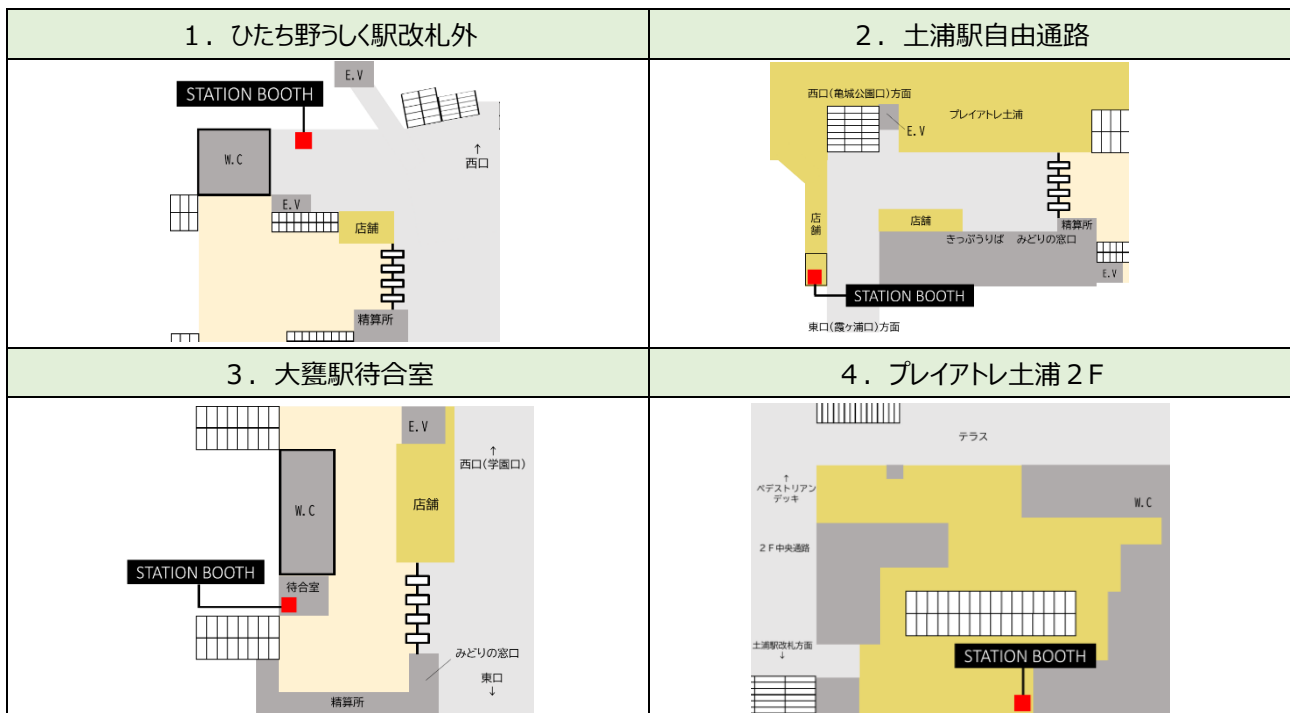 1．ひたち野うしく駅改札外
E.V
STATION BOOTH
W.C
↑
西口
E.V
店舗
精算所
2．土浦駅自由通路
西口(亀城公園口)方面
プレイアトレ土浦
E.V
店舗
店舗
精算所
きっぷうりば　みどりの窓口
E.V
STATION BOOTH
東口(霞ヶ浦口)方面
3．大甕駅待合室
E.V
↑
西口(学園口)
店舗
W.C
STATION BOOTH
待合室
みどりの窓口
東口
↓
精算所
4．プレイアトレ土浦２F
テラス
↑
ペデストリアン
デッキ
W.C
２F中央通路
土浦駅改札方面
↓
STATION BOOTH